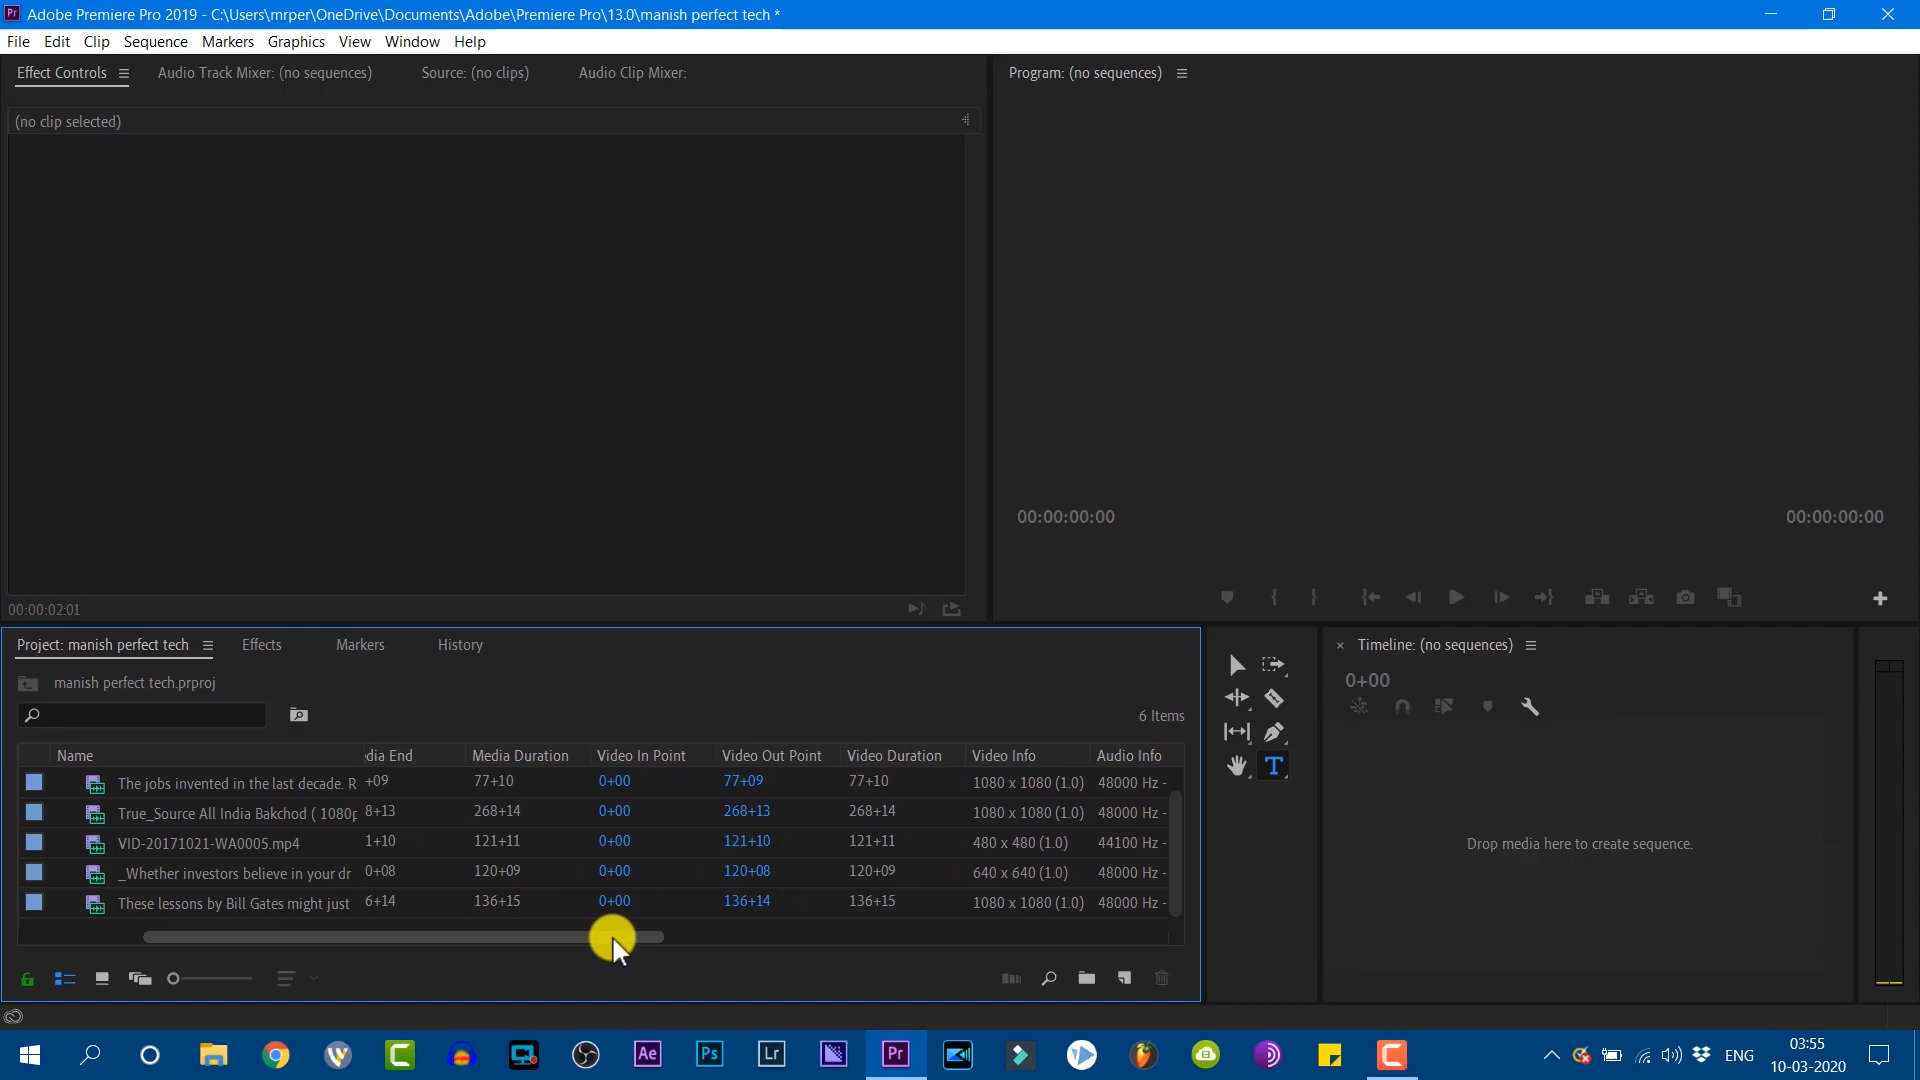 Pr Adobe Premiere Pro 2019 - C:\Users\mrper\OneDrive\Documents\Adobe\Premiere Pro\13.0\manish perfect tech *
File Edit Clip Sequence Markers Graphics View Window Help
Effect Controls Audio Track Mixer: (no sequences) Source: (no clips) Audio Clip Mixer:
Program: (no sequences)
(no clip selected)
00:00:00:00 00:00:00:00
00:00:02:01
Project: manish perfect tech Effects Markers History
manish perfect tech.prproj
6 Items
Name dia End Media Duration Video In Point Video Out Point Video Duration Video Info Audio Info
The jobs invented in the last decade. R +09 77+10 0+00 77+09 77+10 1080 x 1080 (1.0) 48000 Hz -
True_Source All India Bakchod ( 1080p 8+13 268+14 0+00 268+13 268+14 1080 x 1080 (1.0) 48000 Hz -
VID-20171021-WA0005.mp4 1+10 121+11 0+00 121+10 121+11 480 x 480 (1.0) 44100 Hz -
_Whether investors believe in your dr 0+08 120+09 0+00 120+08 120+09 640 x 640 (1.0) 48000 Hz -
These lessons by Bill Gates might just 6+14 136+15 0+00 136+14 136+15 1080 x 1080 (1.0) 48000 Hz -
× Timeline: (no sequences)
0+00
Drop media here to create sequence.
Ae Ps Lr Pr
ENG
03:55
10-03-2020